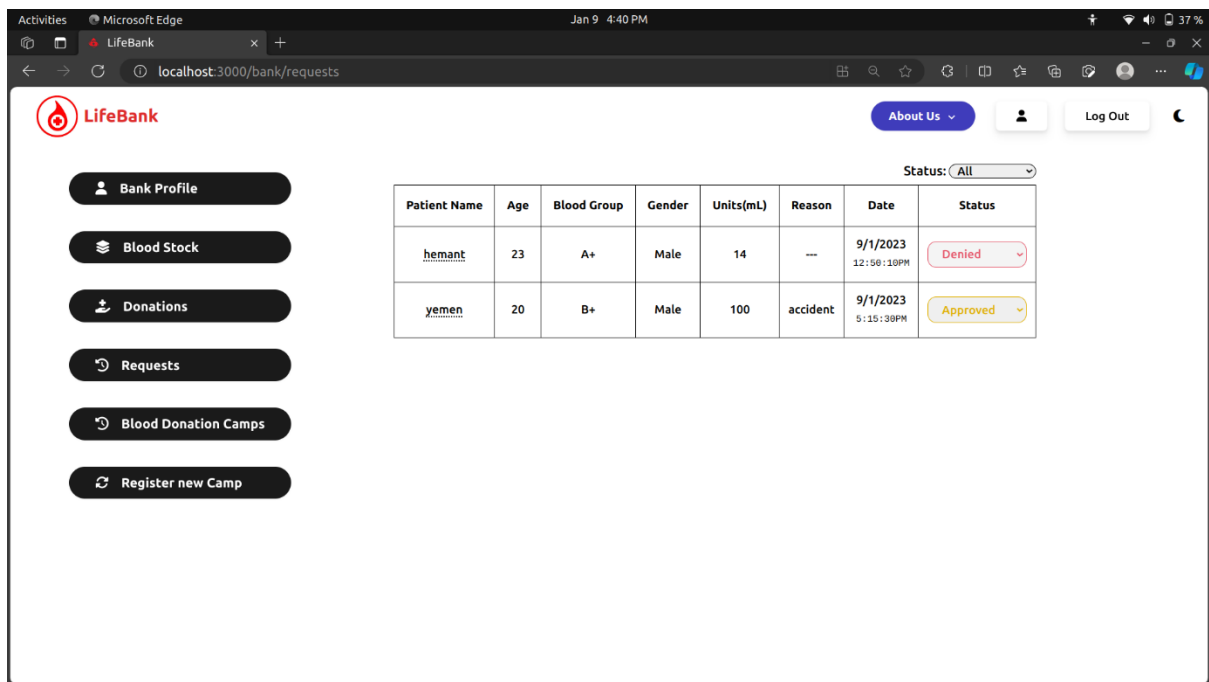 Activities Microsoft Edge Jan 9 4:40 PM 37 %
LifeBank
localhost:3000/bank/requests
LifeBank About Us Log Out
Status: All
Bank Profile
Blood Stock
Donations
Requests
Blood Donation Camps
Register new Camp
Patient Name Age Blood Group Gender Units(mL) Reason Date Status
hemant 23 A+ Male 14 --- 9/1/2023 12:50:10PM Denied
yemen 20 B+ Male 100 accident 9/1/2023 5:15:30PM Approved